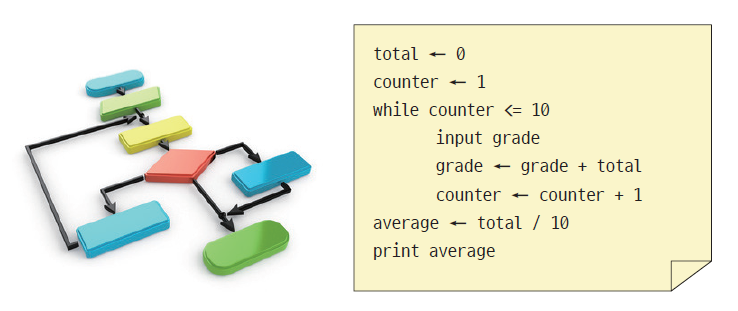 total ← 0
counter ← 1
while counter <= 10
input grade
grade ← grade + total
counter ← counter + 1
average ← total / 10
print average